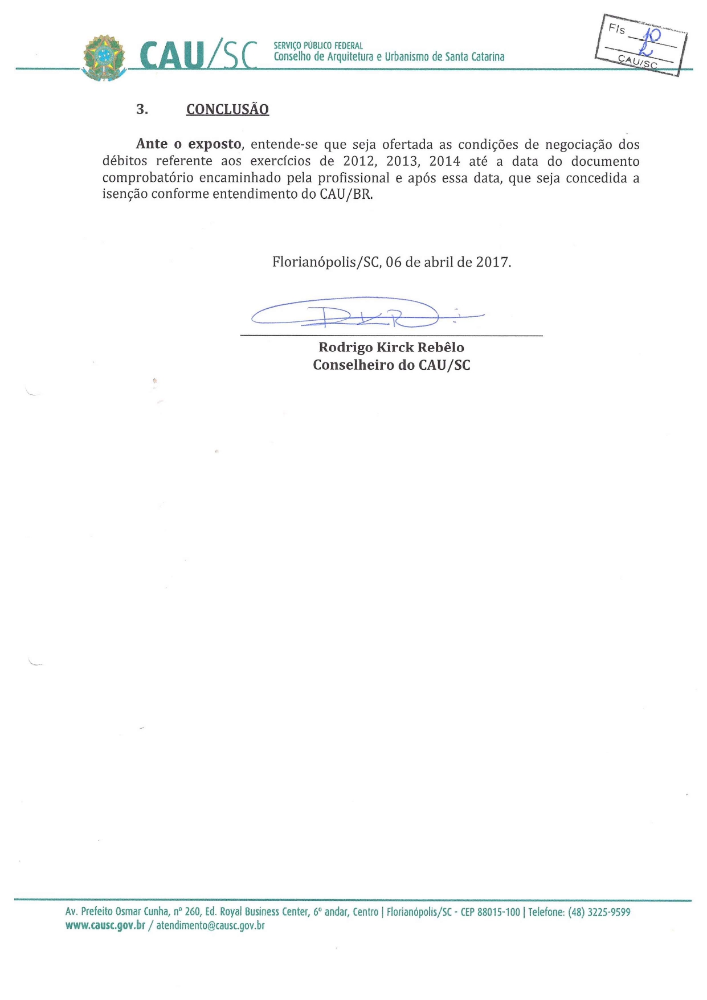 CAU/SC
SERVIÇO PÚBLICO FEDERAL
Conselho de Arquitetura e Urbanismo de Santa Catarina
Fls 10
CAU/SC
3. CONCLUSÃO
Ante o exposto, entende-se que seja ofertada as condições de negociação dos
débitos referente aos exercícios de 2012, 2013, 2014 até a data do documento
comprobatório encaminhado pela profissional e após essa data, que seja concedida a
isenção conforme entendimento do CAU/BR.
Florianópolis/SC, 06 de abril de 2017.
Rodrigo Kirck Rebêlo
Conselheiro do CAU/SC
Av. Prefeito Osmar Cunha, nº 260, Ed. Royal Business Center, 6º andar, Centro | Florianópolis/SC - CEP 88015-100 | Telefone: (48) 3225-9599
www.causc.gov.br / atendimento@causc.gov.br